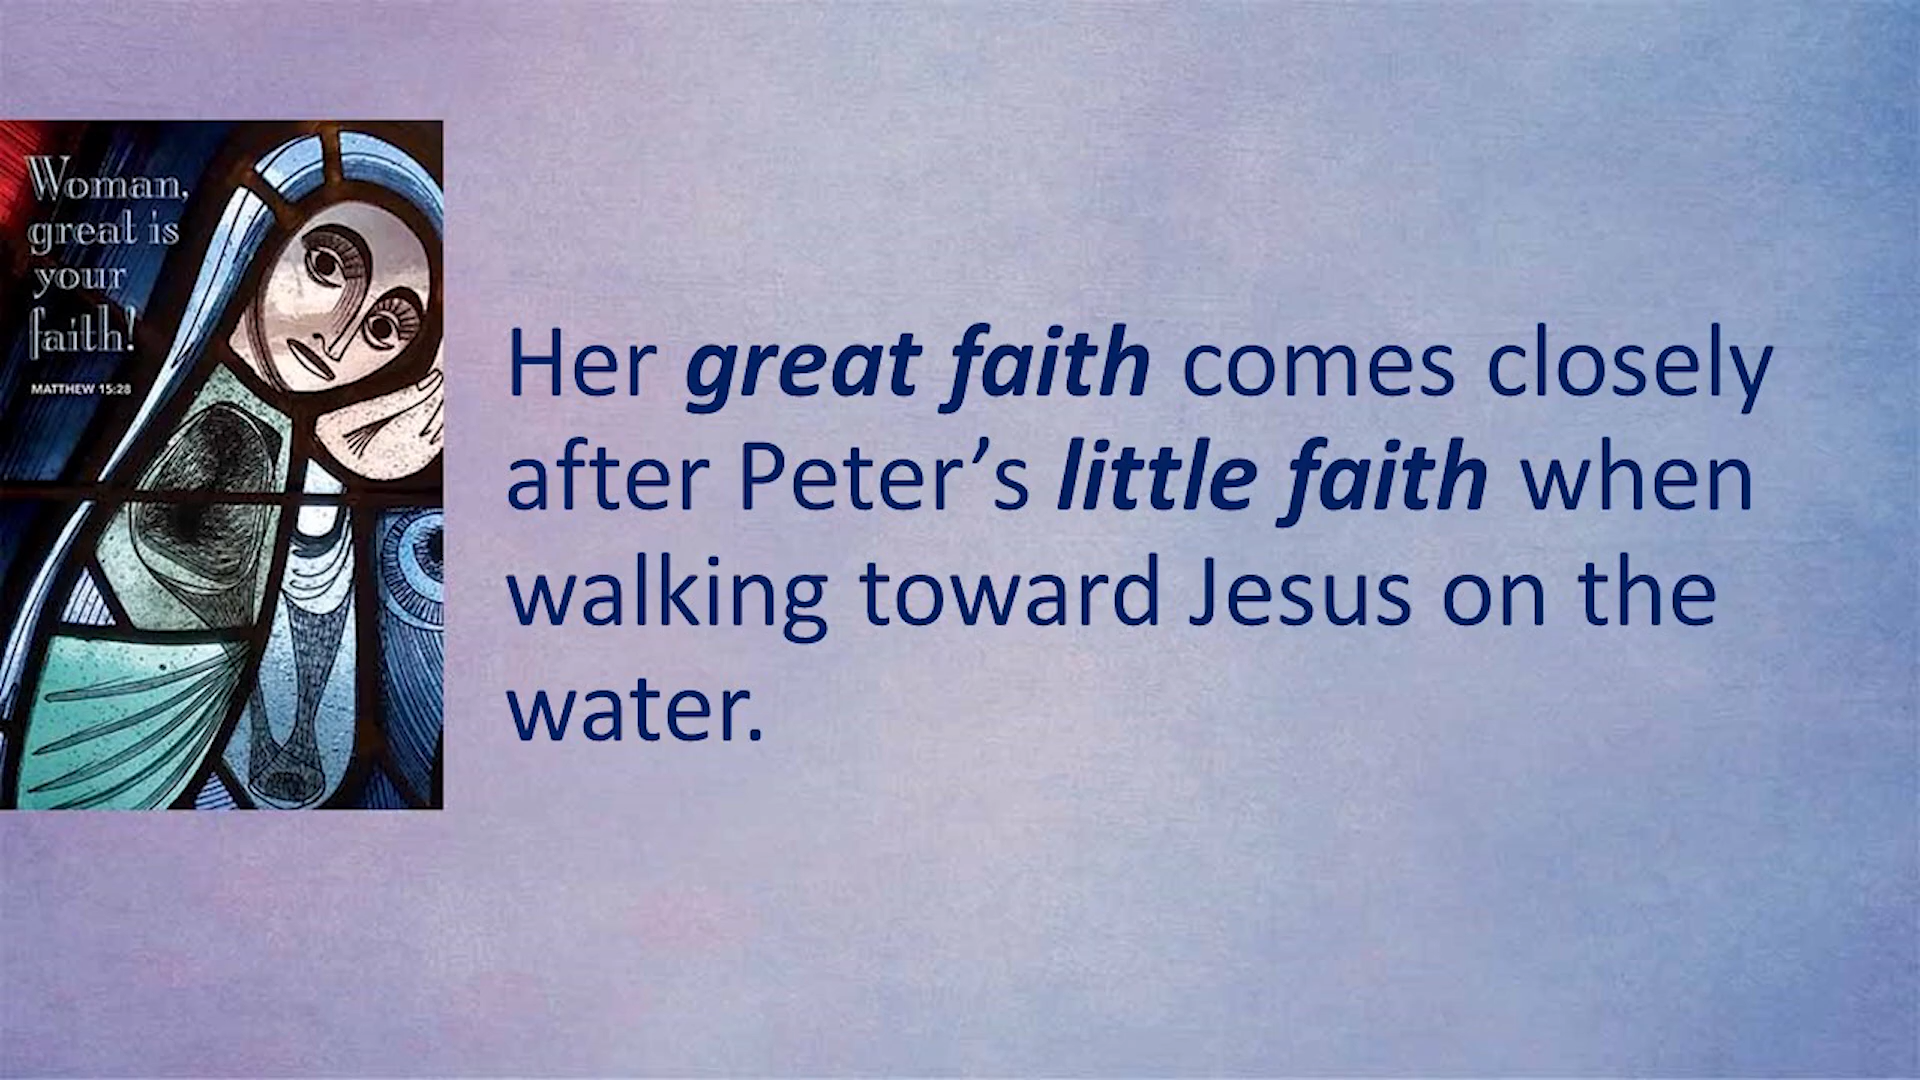 Woman,
great is
your
faith!
MATTHEW 15:28
Her great faith comes closely
after Peter’s little faith when
walking toward Jesus on the
water.